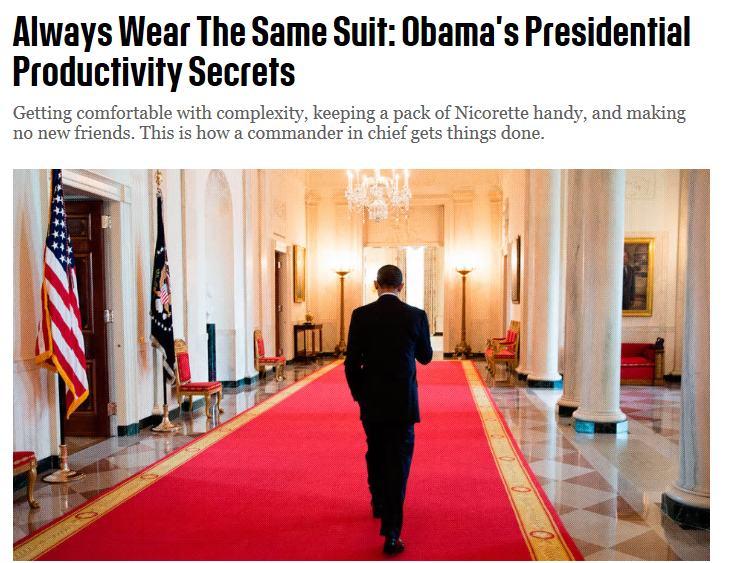 Always Wear The Same Suit: Obama's Presidential
Productivity Secrets
Getting comfortable with complexity, keeping a pack of Nicorette handy, and making
no new friends. This is how a commander in chief gets things done.